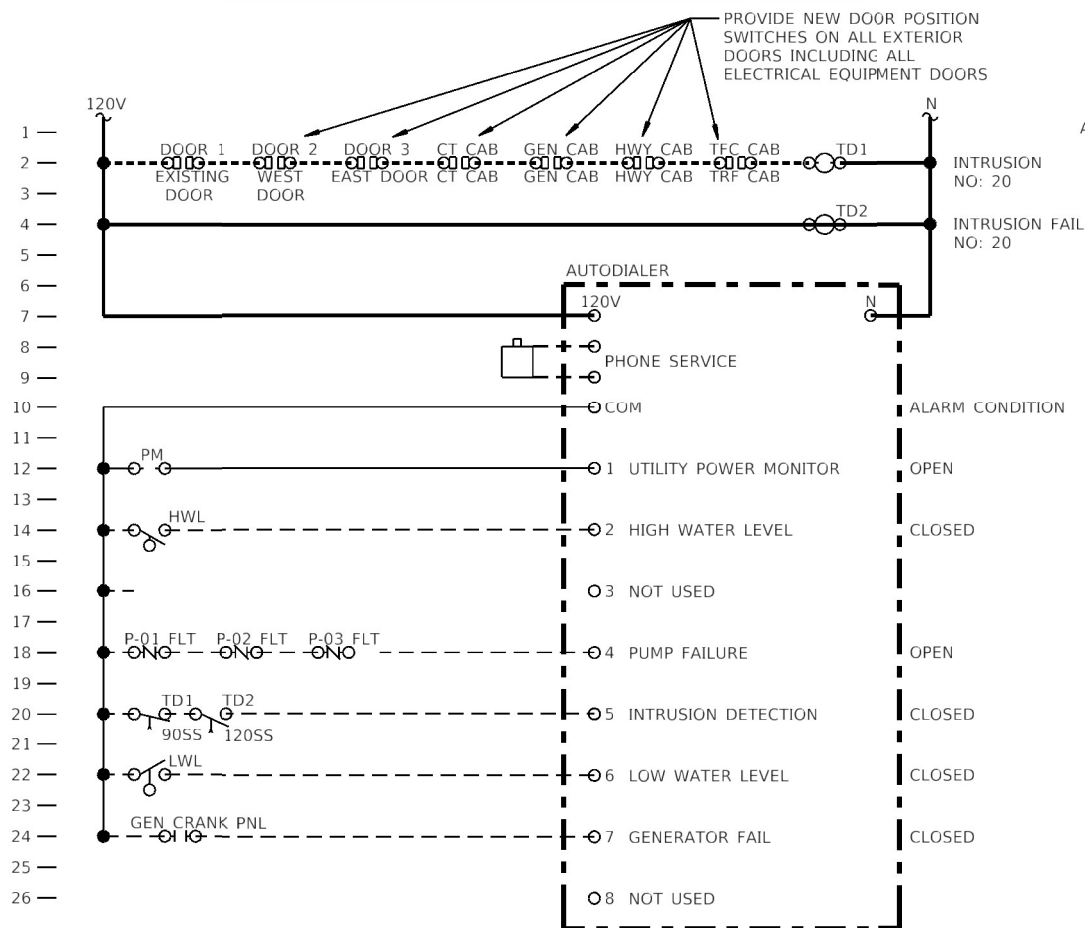 PROVIDE NEW DOOR POSITION
SWITCHES ON ALL EXTERIOR
DOORS INCLUDING ALL
ELECTRICAL EQUIPMENT DOORS
120V N
1
DOOR 1 DOOR 2 DOOR 3 CT CAB GEN CAB HWY CAB TFC CAB TD1
2 INTRUSION
EXISTING WEST EAST DOOR CT CAB GEN CAB HWY CAB TRF CAB
DOOR DOOR NO: 20
3
TD2
4 INTRUSION FAIL
NO: 20
5
AUTODIALER
6
120V N
7
8
PHONE SERVICE
9
10 COM ALARM CONDITION
11
PM
12 1 UTILITY POWER MONITOR OPEN
13
HWL
14 2 HIGH WATER LEVEL CLOSED
15
16 3 NOT USED
17
P-01 FLT P-02 FLT P-03 FLT
18 4 PUMP FAILURE OPEN
19
TD1 TD2
20 5 INTRUSION DETECTION CLOSED
90SS 120SS
21
LWL
22 6 LOW WATER LEVEL CLOSED
23
GEN CRANK PNL
24 7 GENERATOR FAIL CLOSED
25
26 8 NOT USED